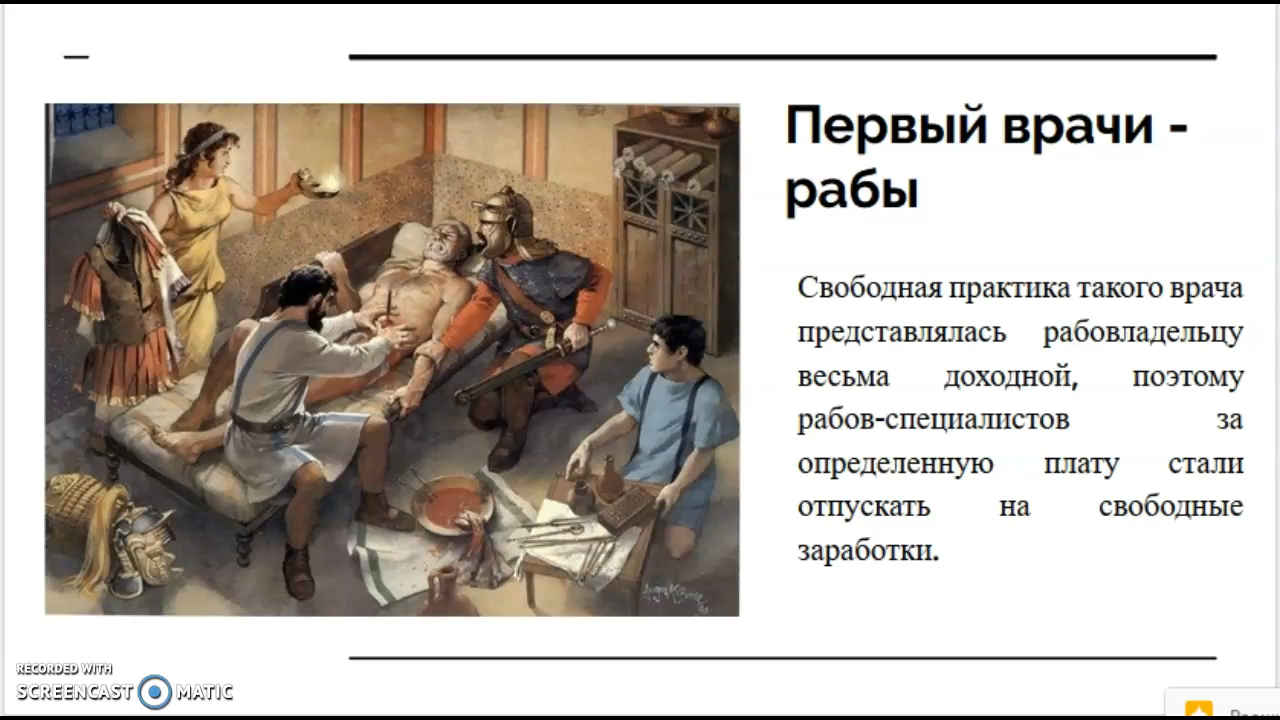 Первый врачи -
рабы
Свободная практика такого врача
представлялась рабовладельцу
весьма доходной, поэтому
рабов-специалистов за
определенную плату стали
отпускать на свободные
заработки.
RECORDED WITH
SCREENCAST MATIC